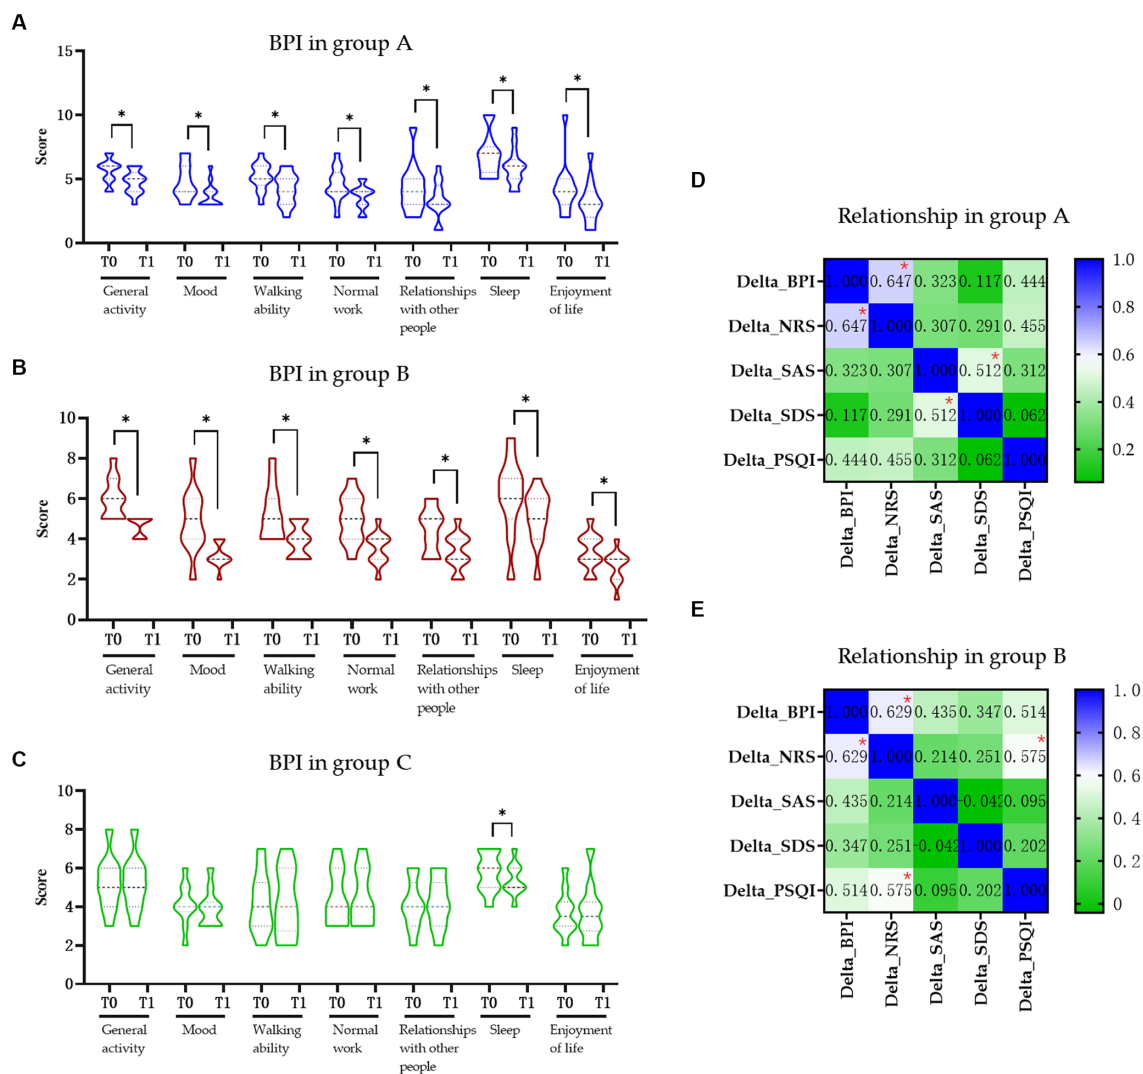 A
BPI in group A
15
10
5
0
Score
* * * * * * *
T0 T1 T0 T1 T0 T1 T0 T1 T0 T1 T0 T1 T0 T1
General
activity
Mood
Walking
ability
Normal
work
Relationships
with other
people
Sleep
Enjoyment
of life
B
BPI in group B
10
8
6
4
2
0
Score
* * * * * * *
T0 T1 T0 T1 T0 T1 T0 T1 T0 T1 T0 T1 T0 T1
General
activity
Mood
Walking
ability
Normal
work
Relationships
with other
people
Sleep
Enjoyment
of life
C
BPI in group C
10
8
6
4
2
0
Score
*
T0 T1 T0 T1 T0 T1 T0 T1 T0 T1 T0 T1 T0 T1
General
activity
Mood
Walking
ability
Normal
work
Relationships
with other
people
Sleep
Enjoyment
of life
D
Relationship in group A
Delta_BPI 1.000 0.647* 0.323 0.117 0.444
Delta_NRS 0.647* 1.000 0.307 0.291 0.455
Delta_SAS 0.323 0.307 1.000 0.512* 0.312
Delta_SDS 0.117 0.291 0.512* 1.000 0.062
Delta_PSQI 0.444 0.455 0.312 0.062 1.000
Delta_BPI
Delta_NRS
Delta_SAS
Delta_SDS
Delta_PSQI
1.0
0.8
0.6
0.4
0.2
E
Relationship in group B
Delta_BPI 1.000 0.629* 0.435 0.347 0.514
Delta_NRS 0.629* 1.000 0.214 0.251 0.575*
Delta_SAS 0.435 0.214 1.000 -0.042 0.095
Delta_SDS 0.347 0.251 -0.042 1.000 0.202
Delta_PSQI 0.514 0.575* 0.095 0.202 1.000
Delta_BPI
Delta_NRS
Delta_SAS
Delta_SDS
Delta_PSQI
1.0
0.8
0.6
0.4
0.2
0